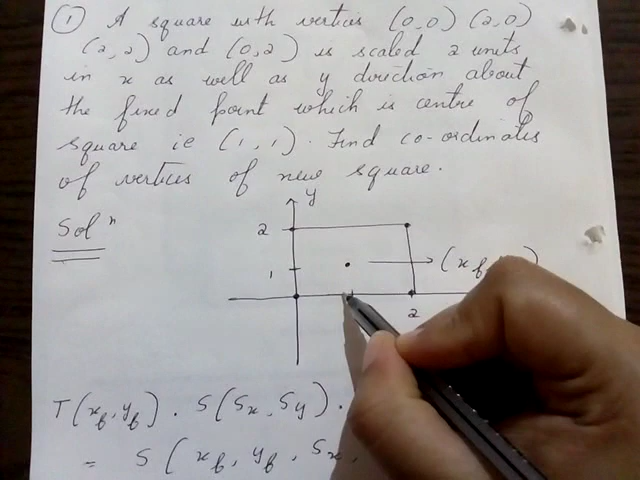 ① A square with vertices (0,0) (2,0)
(2,2) and (0,2) is scaled 2 units
in x as well as y direction about
the fixed point which is centre of
square ie (1,1). Find co-ordinates
of vertices of new square.
Solⁿ
y
2
1
(x_f
2
T(x_f, y_f) . S(S_x, S_y) .
= S(x_f, y_f, S_x,